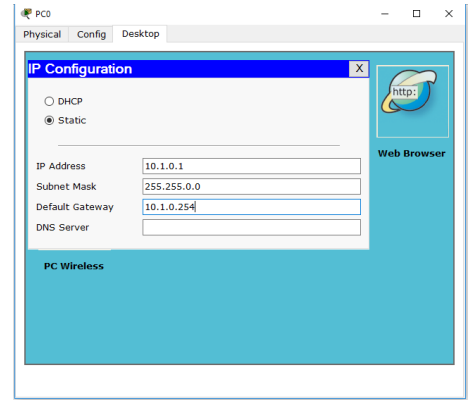 PC0
Physical Config Desktop
IP Configuration X
http:
DHCP
Static
Web Browser
IP Address 10.1.0.1
Subnet Mask 255.255.0.0
Default Gateway 10.1.0.254
DNS Server
PC Wireless